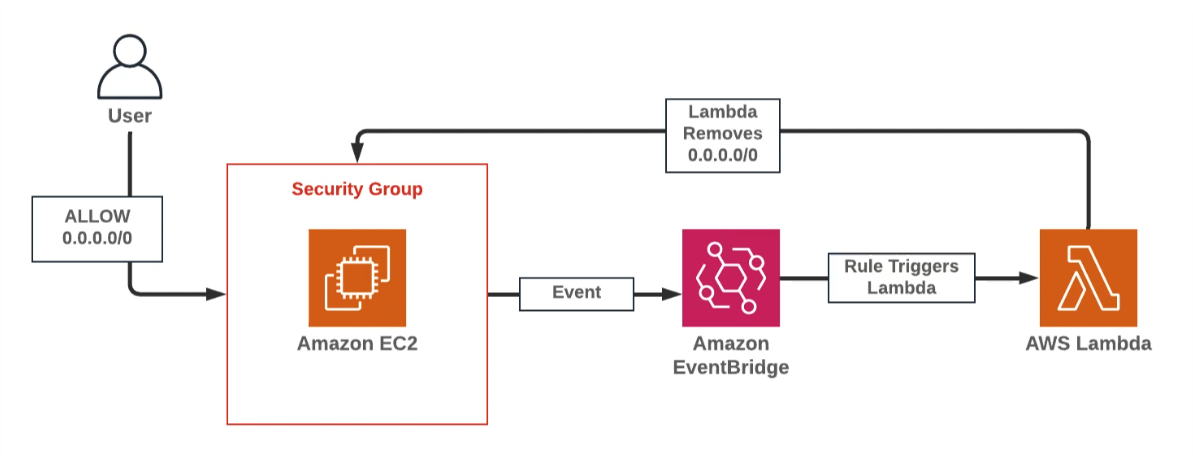 User
ALLOW
0.0.0.0/0
Security Group
Amazon EC2
Event
Amazon
EventBridge
Rule Triggers
Lambda
AWS Lambda
Lambda
Removes
0.0.0.0/0